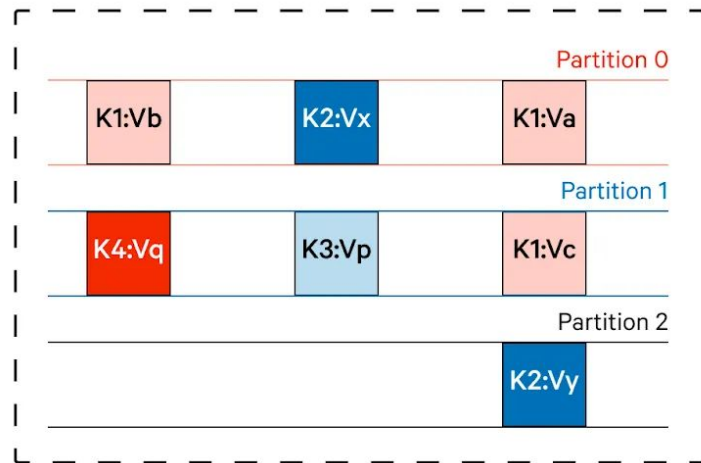 Partition 0
K1:Vb K2:Vx K1:Va
Partition 1
K4:Vq K3:Vp K1:Vc
Partition 2
K2:Vy